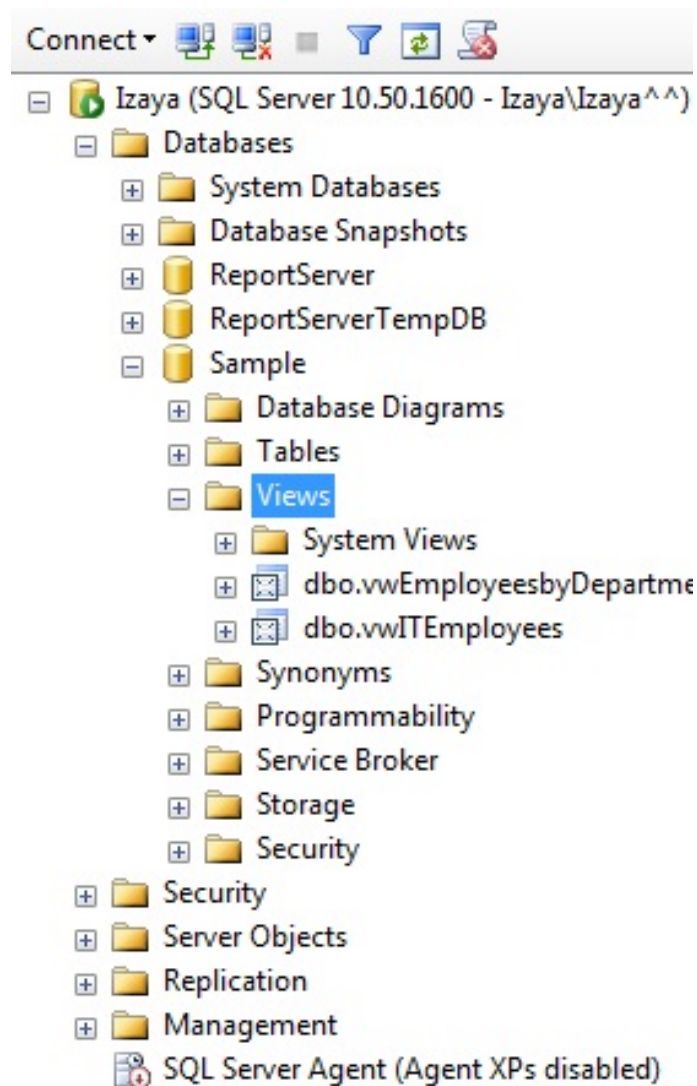 Connect
Izaya (SQL Server 10.50.1600 - Izaya\Izaya^^)
Databases
System Databases
Database Snapshots
ReportServer
ReportServerTempDB
Sample
Database Diagrams
Tables
Views
System Views
dbo.vwEmployeesbyDepartme
dbo.vwITEmployees
Synonyms
Programmability
Service Broker
Storage
Security
Security
Server Objects
Replication
Management
SQL Server Agent (Agent XPs disabled)